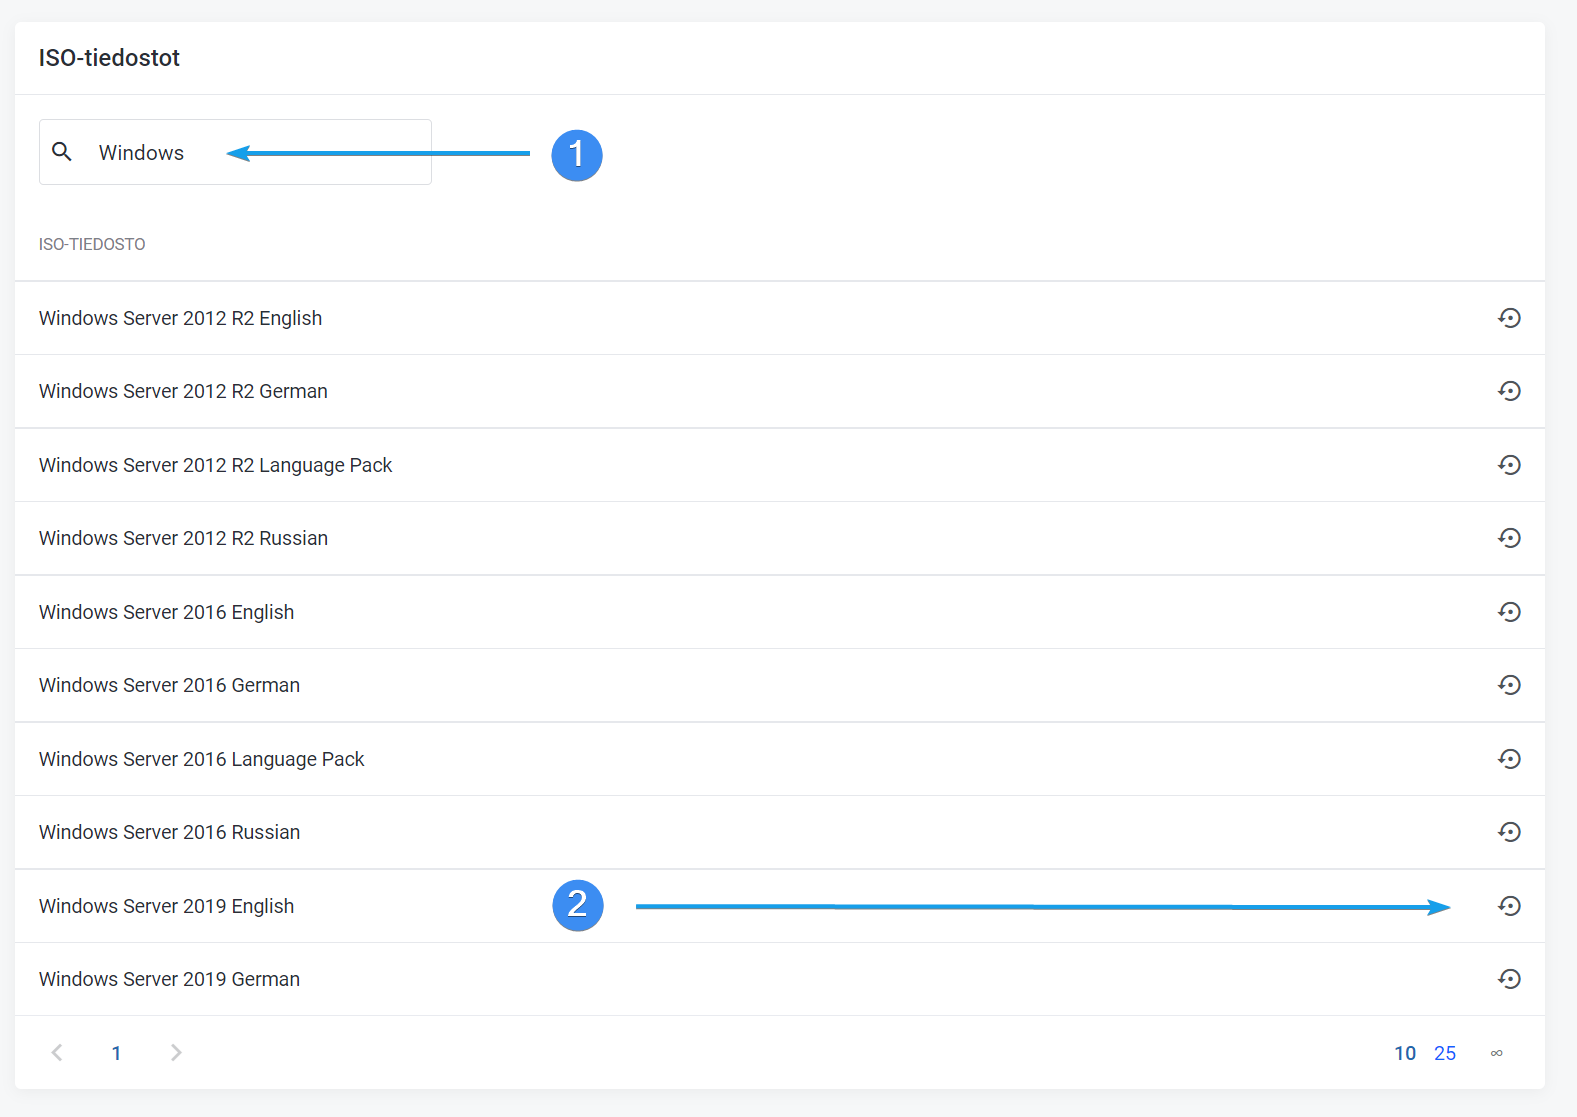 ISO-tiedostot
Windows
1
ISO-TIEDOSTO
Windows Server 2012 R2 English
Windows Server 2012 R2 German
Windows Server 2012 R2 Language Pack
Windows Server 2012 R2 Russian
Windows Server 2016 English
Windows Server 2016 German
Windows Server 2016 Language Pack
Windows Server 2016 Russian
Windows Server 2019 English 2
Windows Server 2019 German
1 10 25 ∞